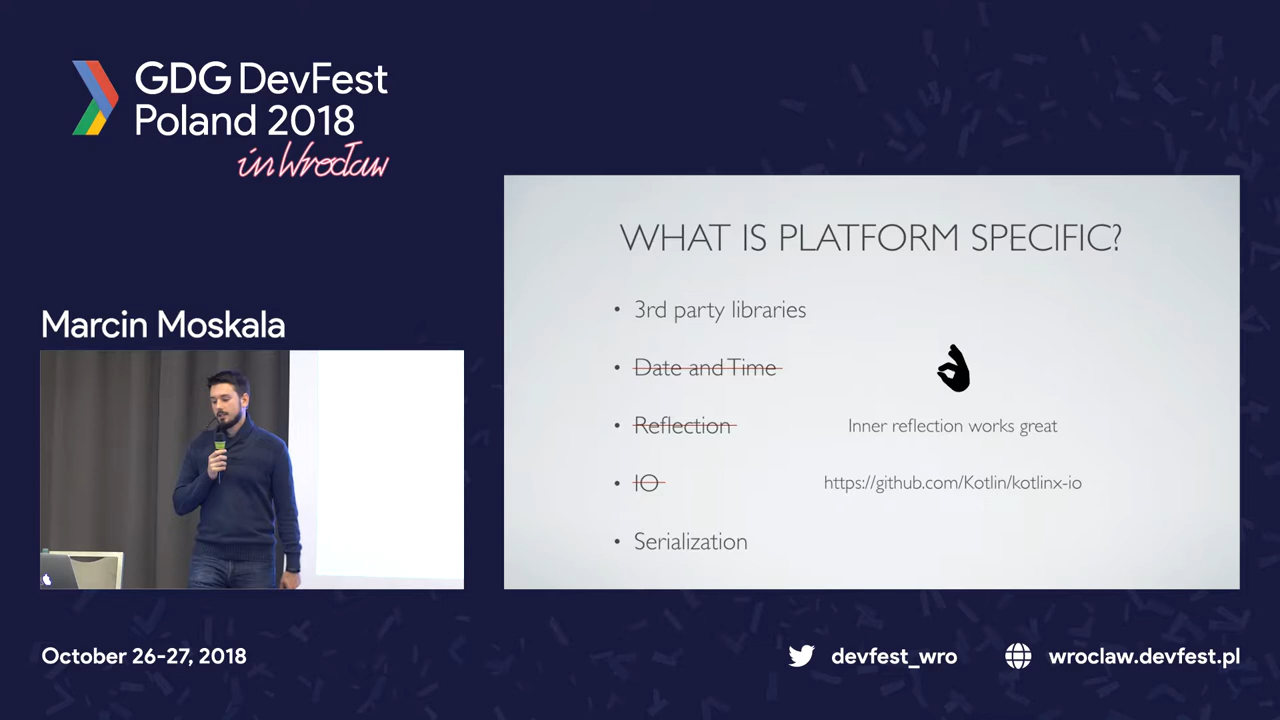 GDG DevFest
Poland 2018
in Wrocław
WHAT IS PLATFORM SPECIFIC?
• 3rd party libraries
• Date and Time
• Reflection
Inner reflection works great
• IO
https://github.com/Kotlin/kotlinx-io
• Serialization
Marcin Moskala
October 26-27, 2018
devfest_wro
wroclaw.devfest.pl